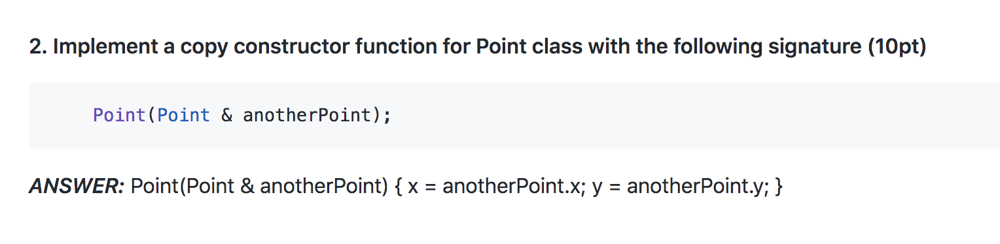 2. Implement a copy constructor function for Point class with the following signature (10pt)
Point(Point & anotherPoint);
ANSWER: Point(Point & anotherPoint) { x = anotherPoint.x; y = anotherPoint.y; }